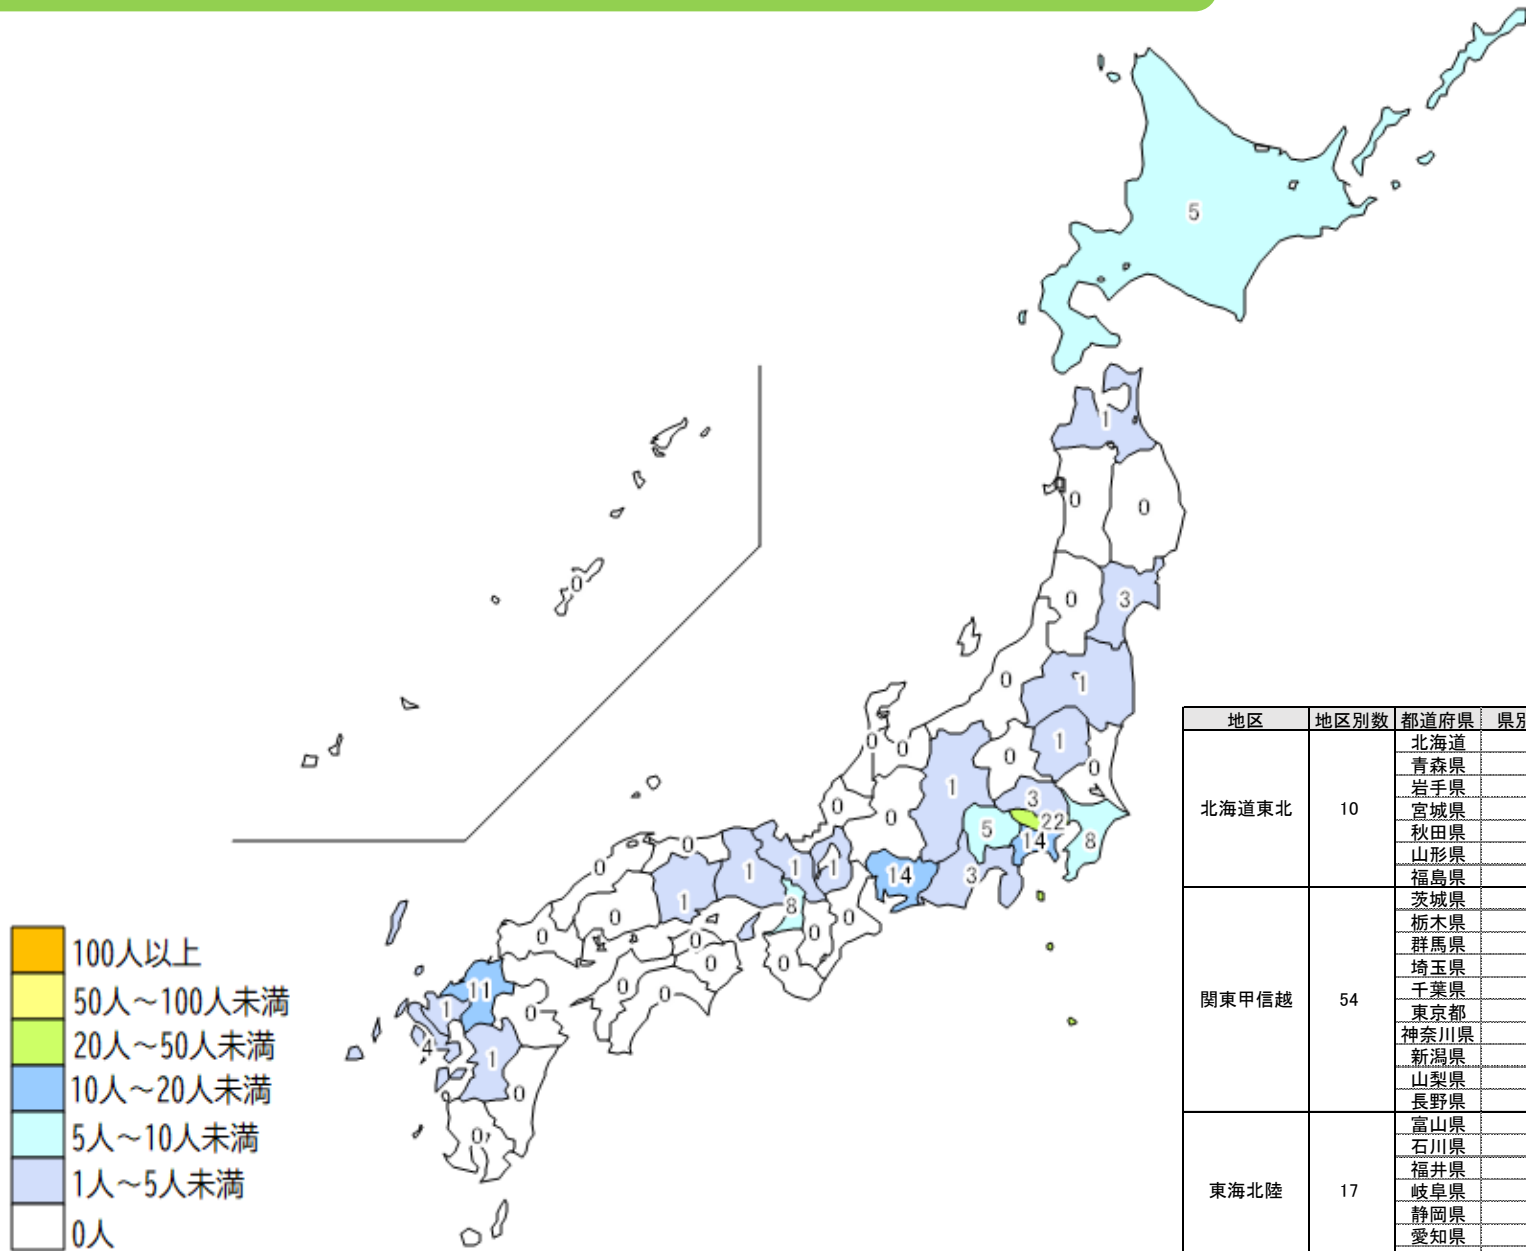 5
1
0
0
0
3
0
1
0
0
0
1
0
0
1
0
3
0
0
5
22
14
8
0
0
1
1
1
14
3
1
8
0
0
0
0
0
0
0
0
0
11
1
0
4
1
0
0
0
100人以上
50人～100人未満
20人～50人未満
10人～20人未満
5人～10人未満
1人～5人未満
0人
地区 地区別数 都道府県 県別
北海道東北 10
北海道
青森県
岩手県
宮城県
秋田県
山形県
福島県
関東甲信越 54
茨城県
栃木県
群馬県
埼玉県
千葉県
東京都
神奈川県
新潟県
山梨県
長野県
東海北陸 17
富山県
石川県
福井県
岐阜県
静岡県
愛知県